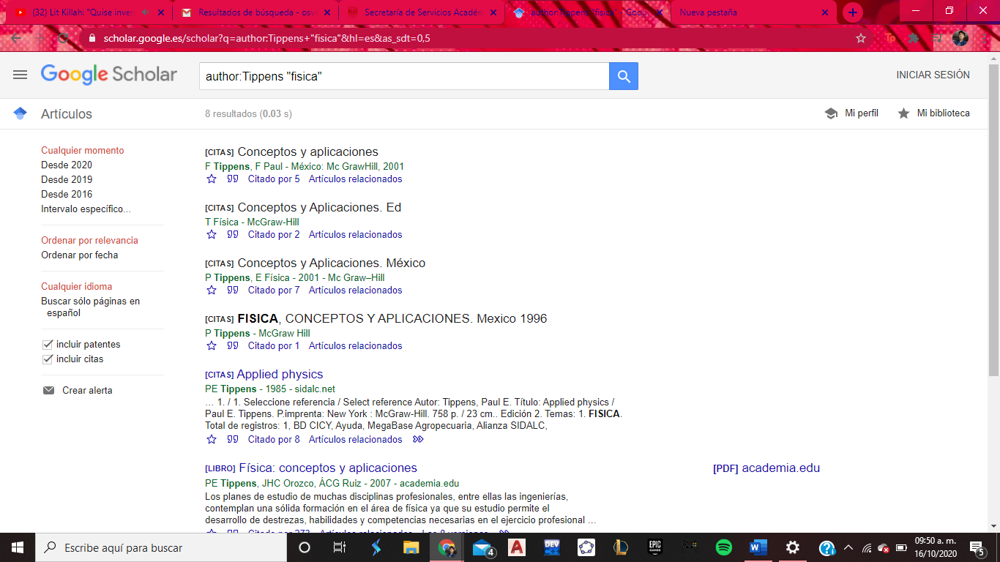 (32) Lit Killah: "Quise inven
Resultados de búsqueda - osv
Secretaría de Servicios Acadé
author:Tippens "fisica" - Goog
Nueva pestaña
scholar.google.es/scholar?q=author:Tippens+"fisica"&hl=es&as_sdt=0,5
Google Scholar
author:Tippens "fisica"
INICIAR SESIÓN
Artículos
8 resultados (0.03 s)
Mi perfil
Mi biblioteca
Cualquier momento
Desde 2020
Desde 2019
Desde 2016
Intervalo específico...
Ordenar por relevancia
Ordenar por fecha
Cualquier idioma
Buscar sólo páginas en
español
incluir patentes
incluir citas
Crear alerta
[CITAS] Conceptos y aplicaciones
F Tippens, F Paul - México: Mc GrawHill, 2001
Citado por 5 Artículos relacionados
[CITAS] Conceptos y Aplicaciones. Ed
T Física - McGraw-Hill
Citado por 2 Artículos relacionados
[CITAS] Conceptos y Aplicaciones. México
P Tippens, E Física - 2001 - Mc Graw–Hill
Citado por 7 Artículos relacionados
[CITAS] FISICA, CONCEPTOS Y APLICACIONES. Mexico 1996
P Tippens - McGraw Hill
Citado por 1 Artículos relacionados
[CITAS] Applied physics
PE Tippens - 1985 - sidalc.net
... 1. / 1. Seleccione referencia / Select reference Autor: Tippens, Paul E. Título: Applied physics /
Paul E. Tippens. P.imprenta: New York : McGraw-Hill. 758 p. / 23 cm.. Edición 2. Temas: 1. FISICA.
Total de registros: 1, BD CICY, Ayuda, MegaBase Agropecuaria, Alianza SIDALC,
Citado por 8 Artículos relacionados
[LIBRO] Física: conceptos y aplicaciones
[PDF] academia.edu
PE Tippens, JHC Orozco, ÁCG Ruiz - 2007 - academia.edu
Los planes de estudio de muchas disciplinas profesionales, entre ellas las ingenierías,
contemplan una sólida formación en el área de física ya que su estudio permite el
desarrollo de destrezas, habilidades y competencias necesarias en el ejercicio profesional ...
Citado por 273 Artículos relacionados Las 8 versiones
Escribe aquí para buscar
4
A
DEV
EPIC
GAMES
W
09:50 a. m.
16/10/2020
5